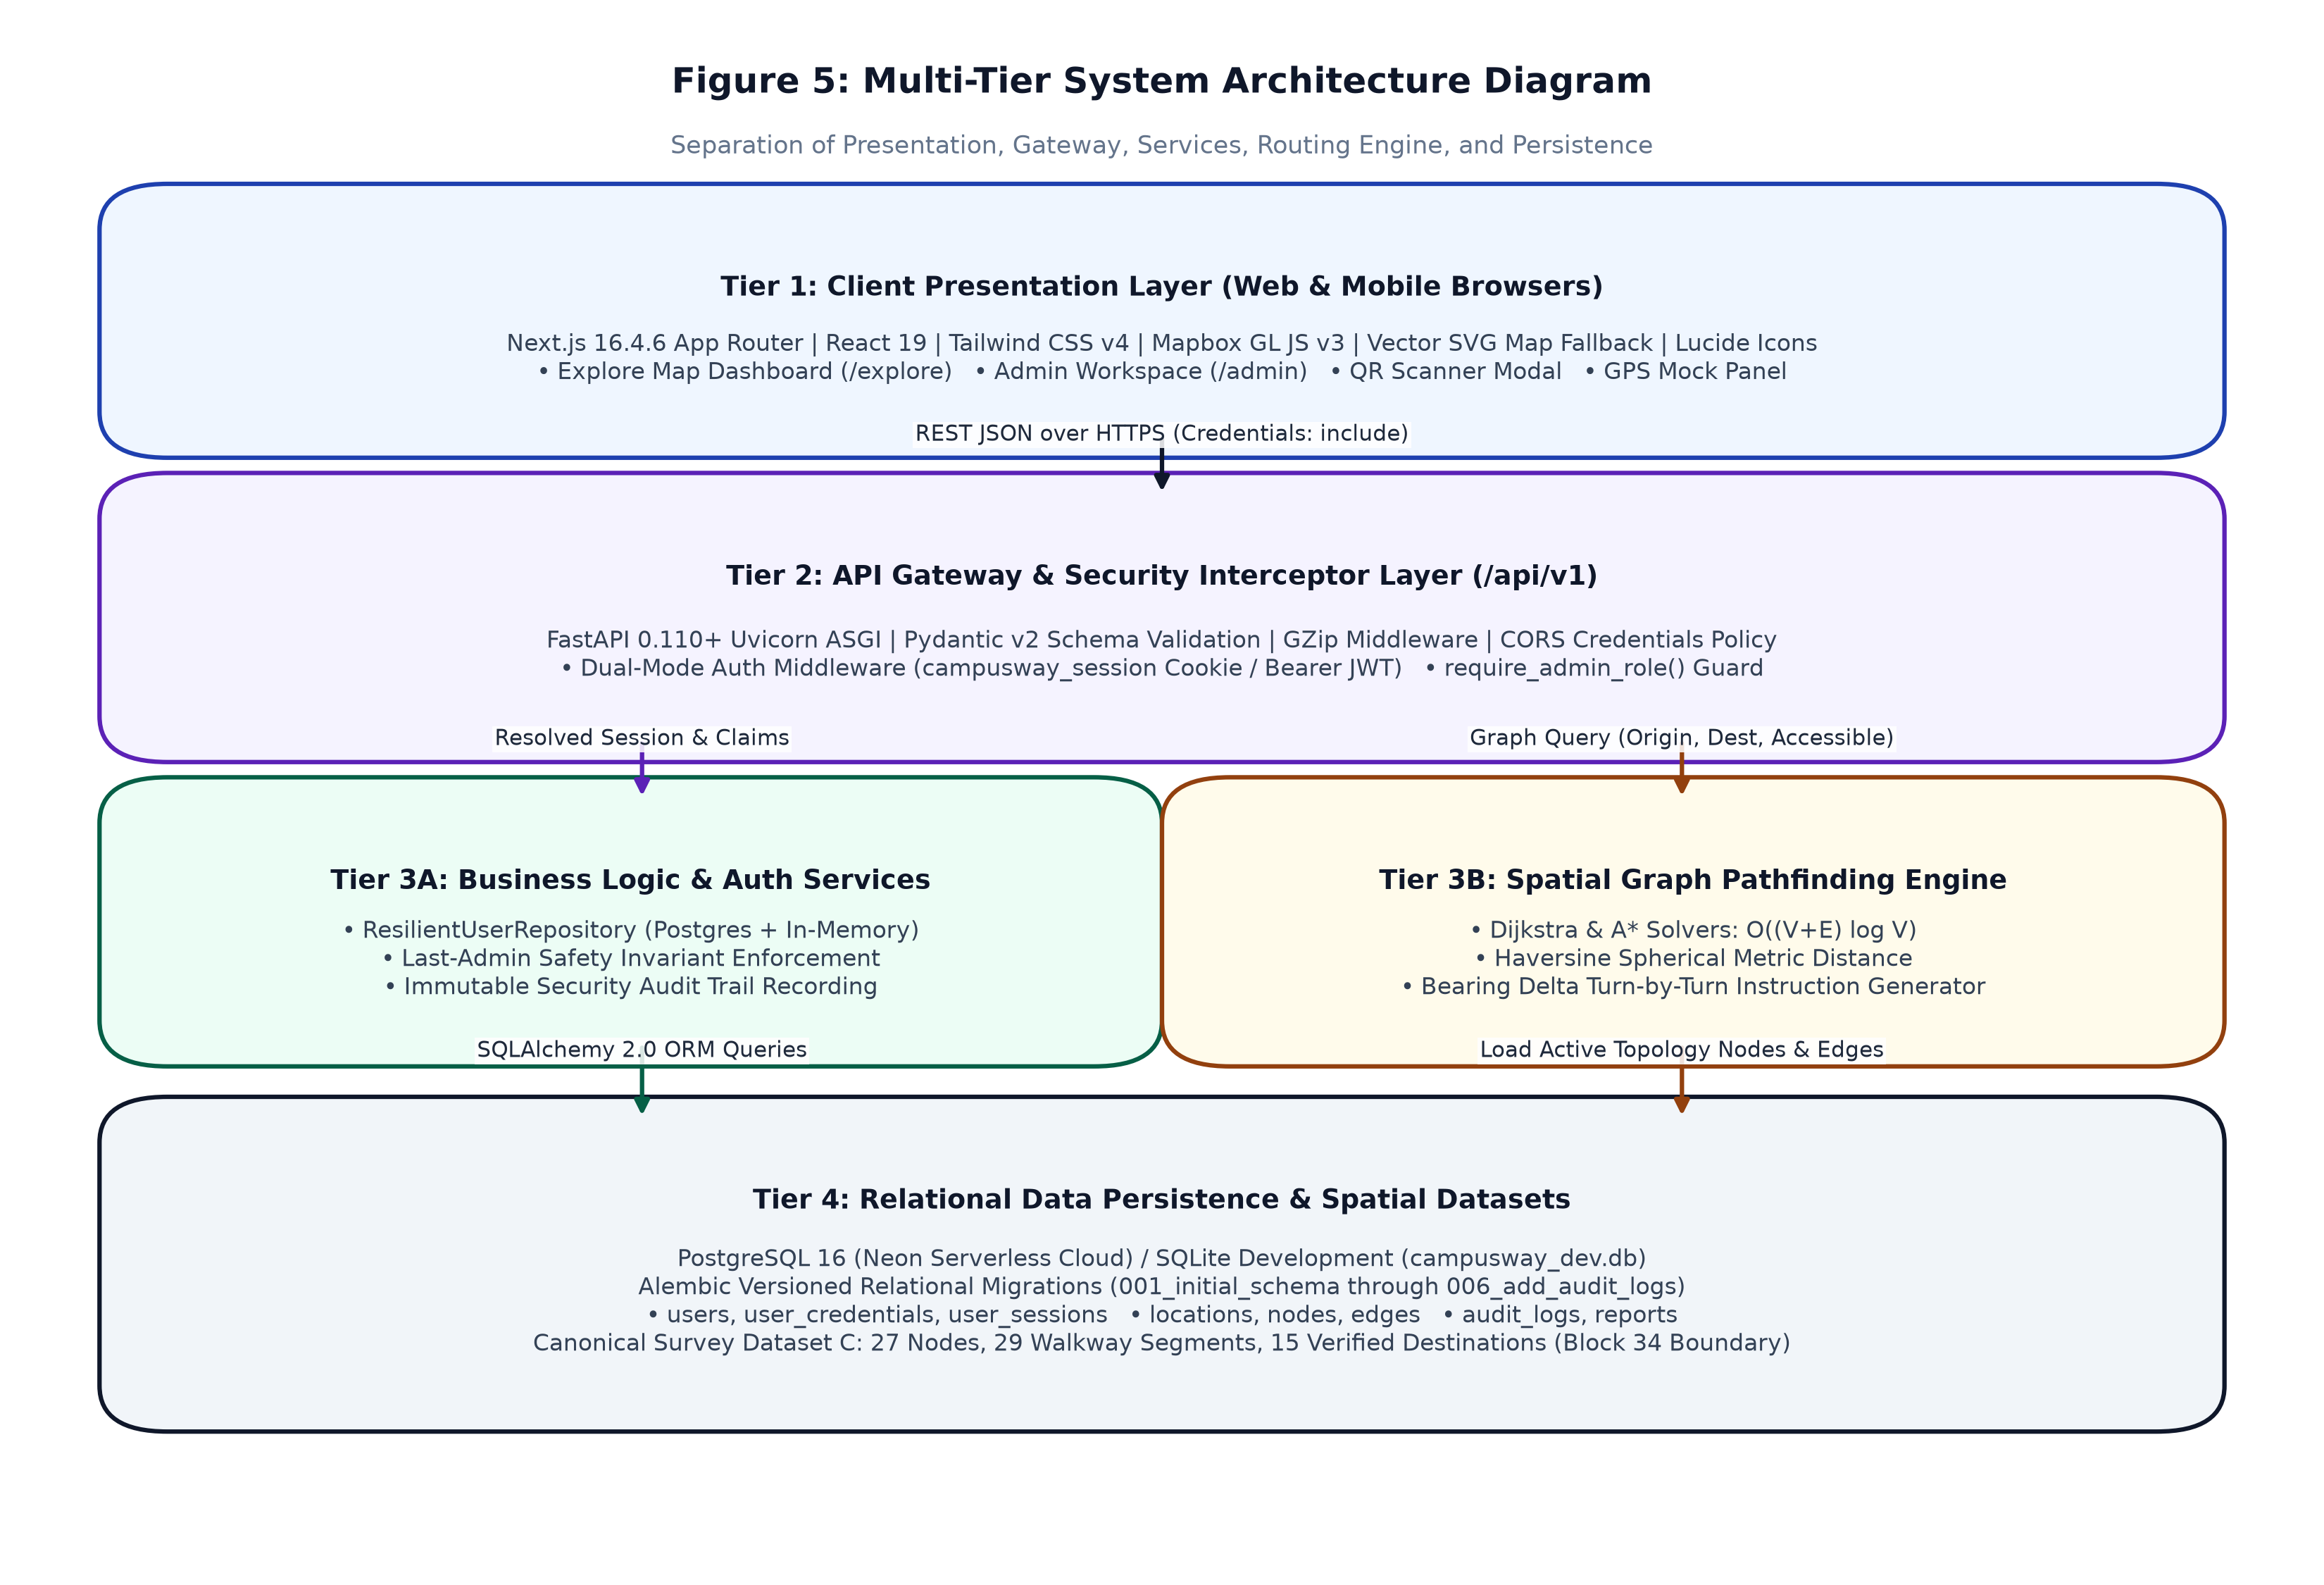 Figure 5: Multi-Tier System Architecture Diagram
Separation of Presentation, Gateway, Services, Routing Engine, and Persistence
Tier 1: Client Presentation Layer (Web & Mobile Browsers)
Next.js 16.4.6 App Router | React 19 | Tailwind CSS v4 | Mapbox GL JS v3 | Vector SVG Map Fallback | Lucide Icons
• Explore Map Dashboard (/explore) • Admin Workspace (/admin) • QR Scanner Modal • GPS Mock Panel
REST JSON over HTTPS (Credentials: include)
Tier 2: API Gateway & Security Interceptor Layer (/api/v1)
FastAPI 0.110+ Uvicorn ASGI | Pydantic v2 Schema Validation | GZip Middleware | CORS Credentials Policy
• Dual-Mode Auth Middleware (campusway_session Cookie / Bearer JWT) • require_admin_role() Guard
Resolved Session & Claims
Graph Query (Origin, Dest, Accessible)
Tier 3A: Business Logic & Auth Services
• ResilientUserRepository (Postgres + In-Memory)
• Last-Admin Safety Invariant Enforcement
• Immutable Security Audit Trail Recording
SQLAlchemy 2.0 ORM Queries
Tier 3B: Spatial Graph Pathfinding Engine
• Dijkstra & A* Solvers: O((V+E) log V)
• Haversine Spherical Metric Distance
• Bearing Delta Turn-by-Turn Instruction Generator
Load Active Topology Nodes & Edges
Tier 4: Relational Data Persistence & Spatial Datasets
PostgreSQL 16 (Neon Serverless Cloud) / SQLite Development (campusway_dev.db)
Alembic Versioned Relational Migrations (001_initial_schema through 006_add_audit_logs)
• users, user_credentials, user_sessions • locations, nodes, edges • audit_logs, reports
Canonical Survey Dataset C: 27 Nodes, 29 Walkway Segments, 15 Verified Destinations (Block 34 Boundary)